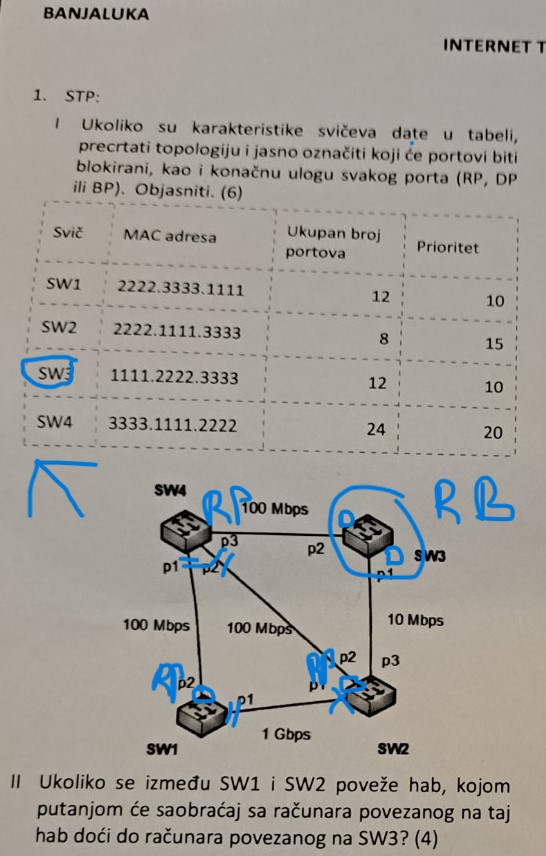 BANJALUKA
INTERNET T
1. STP:
I Ukoliko su karakteristike svičeva date u tabeli,
precrtati topologiju i jasno označiti koji će portovi biti
blokirani, kao i konačnu ulogu svakog porta (RP, DP
ili BP). Objasniti. (6)
Svič MAC adresa Ukupan broj portova Prioritet
SW1 2222.3333.1111 12 10
SW2 2222.1111.3333 8 15
SW3 1111.2222.3333 12 10
SW4 3333.1111.2222 24 20
SW4 RP 100 Mbps RB
p3 D
p2 SW3
p1 p2 D p1
100 Mbps 100 Mbps 10 Mbps
RP p2 RP p2 p3
p1 p1
SW1 1 Gbps SW2
II Ukoliko se između SW1 i SW2 poveže hab, kojom
putanjom će saobraćaj sa računara povezanog na taj
hab doći do računara povezanog na SW3? (4)